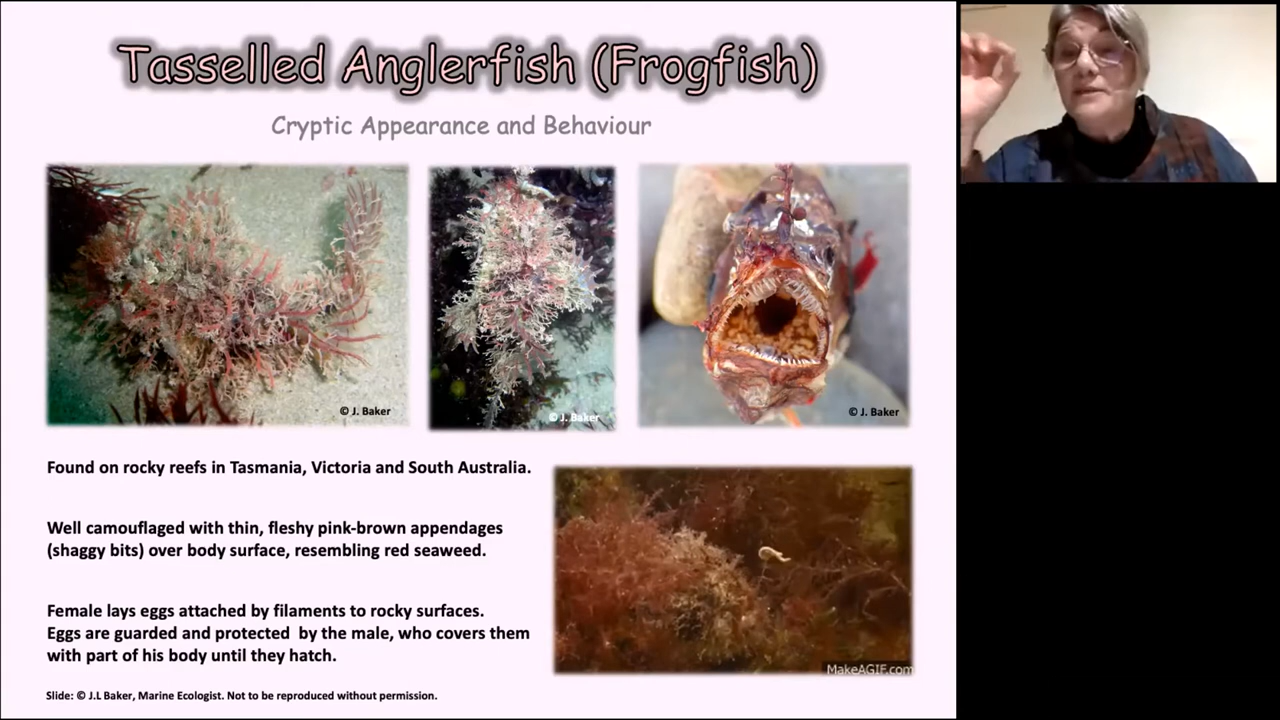 Tasselled Anglerfish (Frogfish)
Cryptic Appearance and Behaviour
© J. Baker
© J. Baker
© J. Baker
Found on rocky reefs in Tasmania, Victoria and South Australia.
Well camouflaged with thin, fleshy pink-brown appendages
(shaggy bits) over body surface, resembling red seaweed.
Female lays eggs attached by filaments to rocky surfaces.
Eggs are guarded and protected by the male, who covers them
with part of his body until they hatch.
MakeAGIF.com
Slide: © J.L Baker, Marine Ecologist. Not to be reproduced without permission.